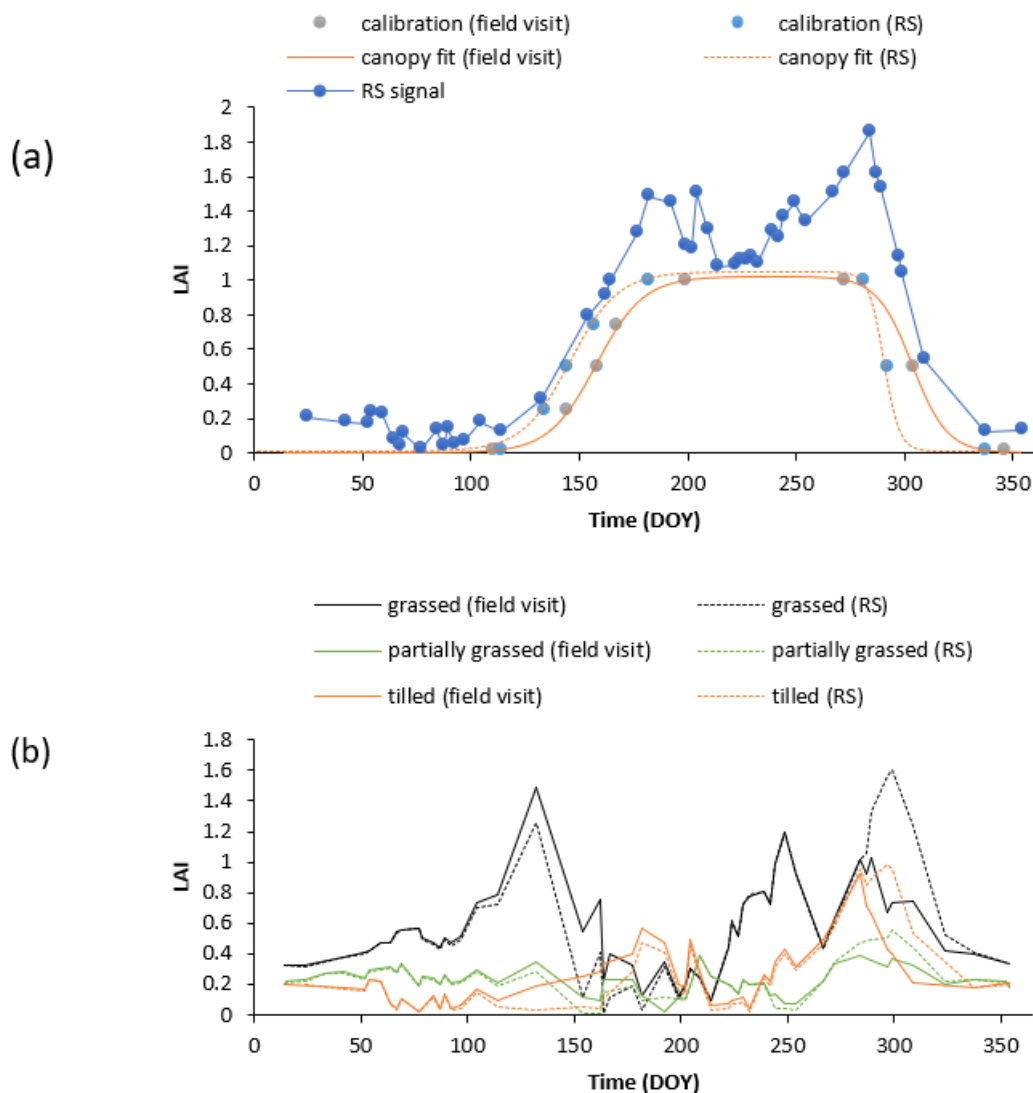 calibration (field visit) calibration (RS)
canopy fit (field visit) canopy fit (RS)
RS signal
(a)
2
1.8
1.6
1.4
1.2
1
0.8
0.6
0.4
0.2
0
LAI
0 50 100 150 200 250 300 350
Time (DOY)
grassed (field visit) grassed (RS)
partially grassed (field visit) partially grassed (RS)
tilled (field visit) tilled (RS)
(b)
1.8
1.6
1.4
1.2
1
0.8
0.6
0.4
0.2
0
LAI
0 50 100 150 200 250 300 350
Time (DOY)